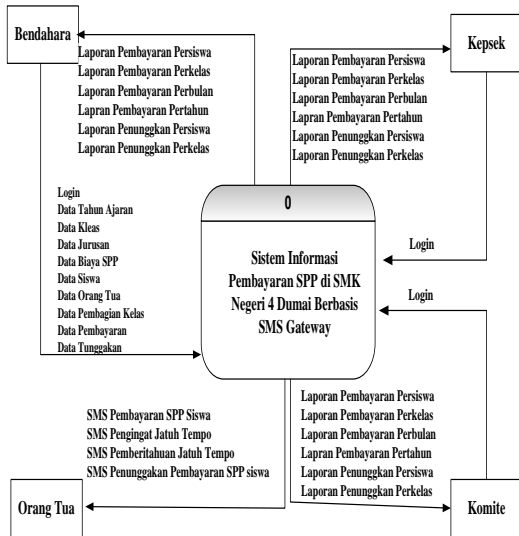 Bendahara
Laporan Pembayaran Persiswa
Laporan Pembayaran Perkelas
Laporan Pembayaran Perbulan
Lapran Pembayaran Pertahun
Laporan Penunggkan Persiswa
Laporan Penunggkan Perkelas
Kepsek
Laporan Pembayaran Persiswa
Laporan Pembayaran Perkelas
Laporan Pembayaran Perbulan
Lapran Pembayaran Pertahun
Laporan Penunggkan Persiswa
Laporan Penunggkan Perkelas
Login
Data Tahun Ajaran
Data Kleas
Data Jurusan
Data Biaya SPP
Data Siswa
Data Orang Tua
Data Pembagian Kelas
Data Pembayaran
Data Tunggakan
0
Sistem Informasi
Pembayaran SPP di SMK
Negeri 4 Dumai Berbasis
SMS Gateway
Login
Login
SMS Pembayaran SPP Siswa
SMS Pengingat Jatuh Tempo
SMS Pemberitahuan Jatuh Tempo
SMS Penunggakan Pembayaran SPP siswa
Orang Tua
Laporan Pembayaran Persiswa
Laporan Pembayaran Perkelas
Laporan Pembayaran Perbulan
Lapran Pembayaran Pertahun
Laporan Penunggkan Persiswa
Laporan Penunggkan Perkelas
Komite